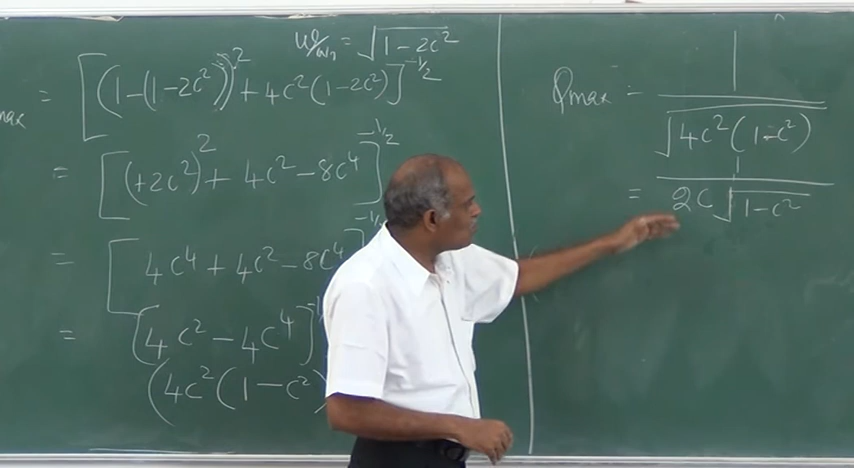 ω/ωn = √(1-2c²)
max = [(1-(1-2c²))² + 4c²(1-2c²)]^-1/2
= [(+2c²)² + 4c² - 8c⁴]^-1/2
= [4c⁴ + 4c² - 8c⁴]^-1/2
= (4c² - 4c⁴)
(4c²(1-c²)
Qmax = 1 / √(4c²(1-c²))
= 1 / 2c√(1-c²)